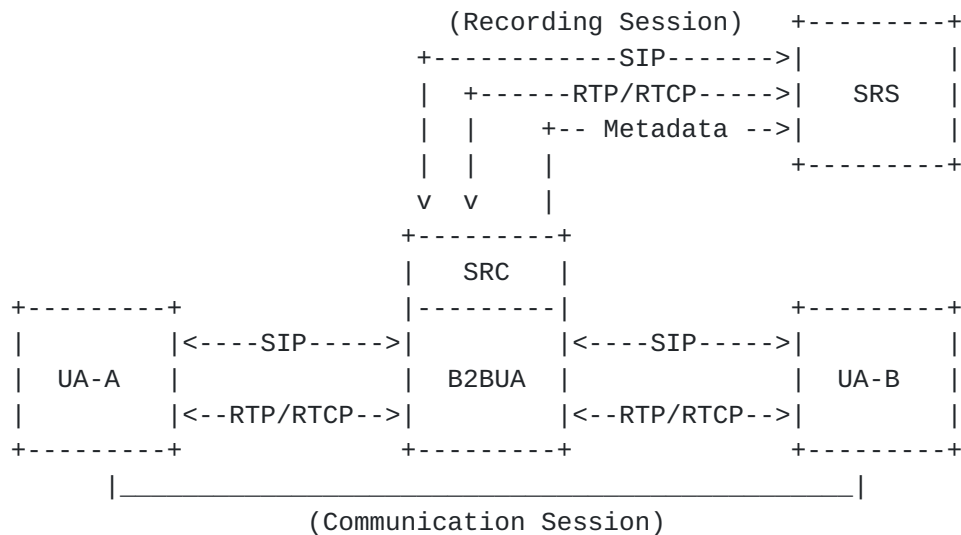 (Recording Session)   +---------+
+------------SIP------->|         |
|  +------RTP/RTCP----->|   SRS   |
|  |    +-- Metadata -->|         |
|  |    |               +---------+
v  v    |
+---------+
|   SRC   |
+---------+              |---------|              +---------+
|         |<----SIP----->|         |<----SIP----->|         |
|  UA-A   |              |  B2BUA  |              |  UA-B   |
|         |<--RTP/RTCP-->|         |<--RTP/RTCP-->|         |
+---------+              +---------+              +---------+
|_______________________________________________|
(Communication Session)